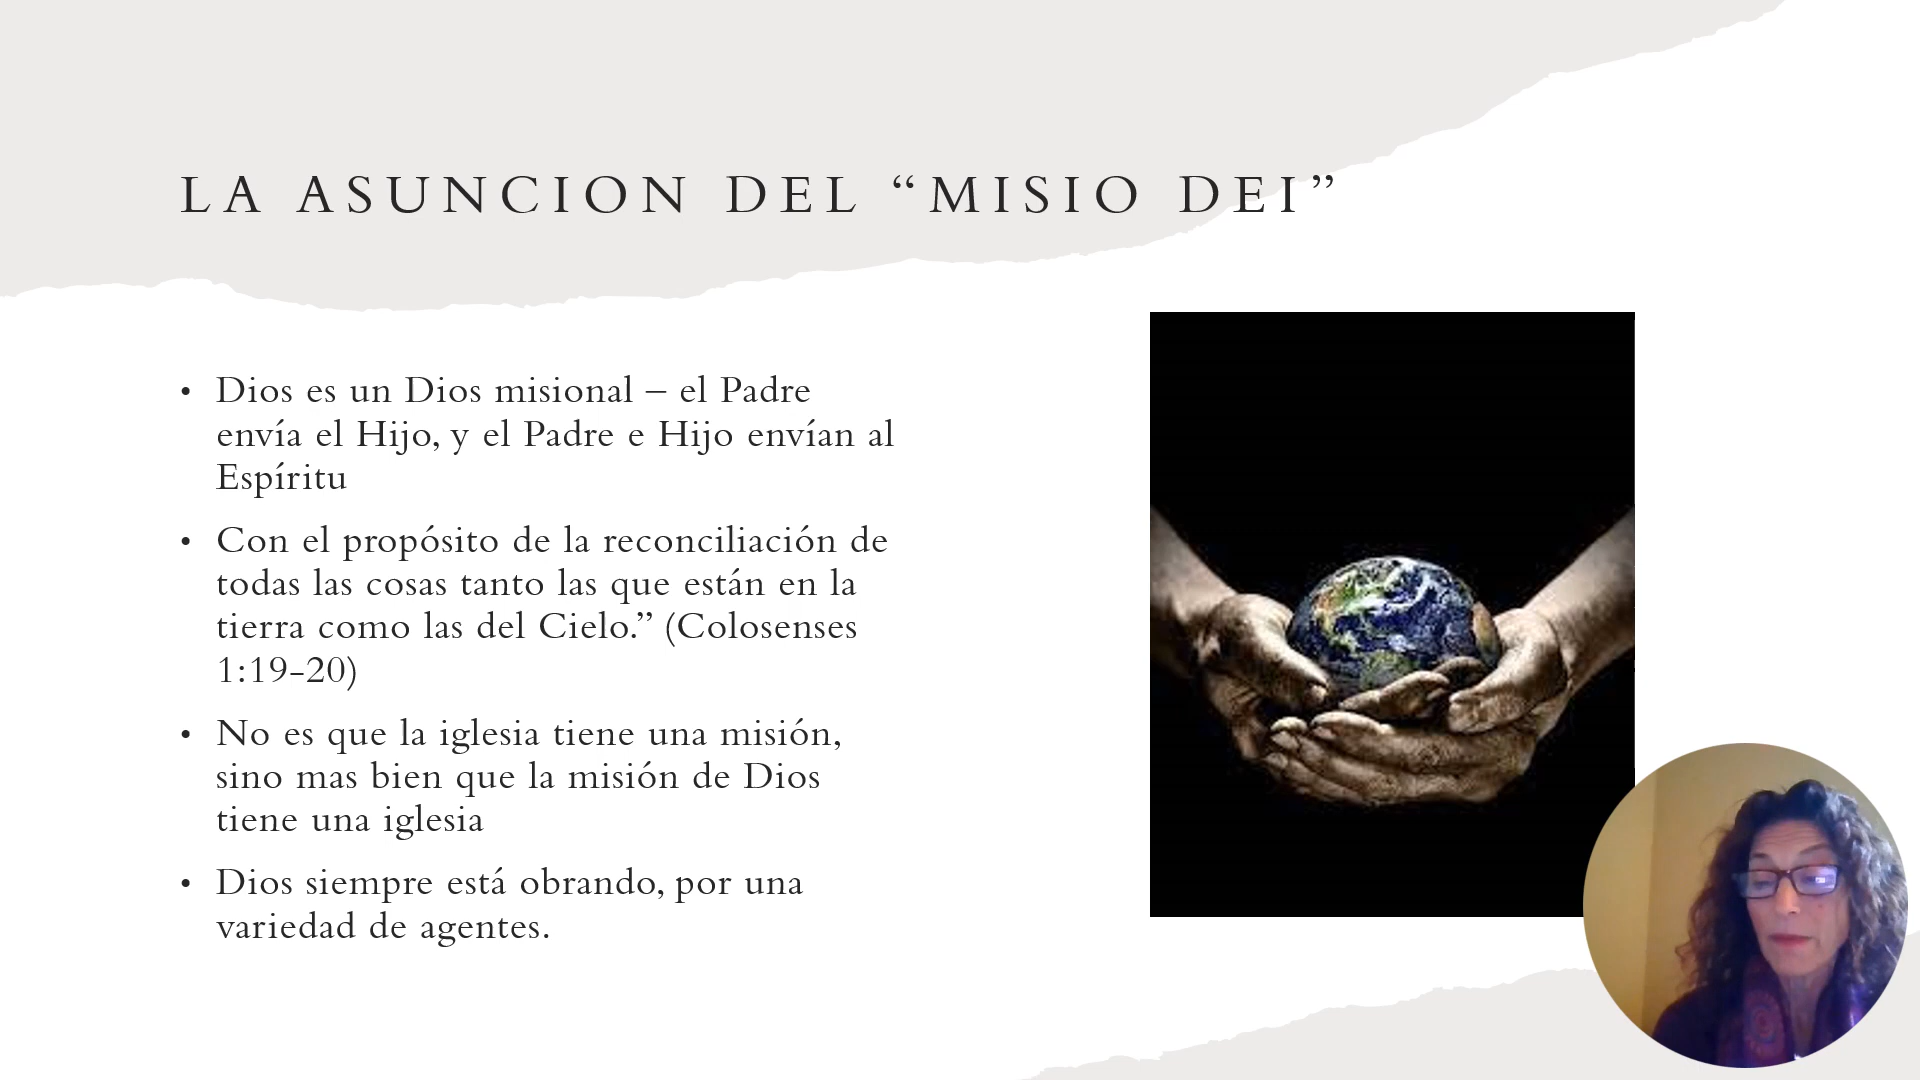 LA ASUNCION DEL “MISIO DEI”
• Dios es un Dios misional – el Padre
envía el Hijo, y el Padre e Hijo envían al
Espíritu
• Con el propósito de la reconciliación de
todas las cosas tanto las que están en la
tierra como las del Cielo.” (Colosenses
1:19-20)
• No es que la iglesia tiene una misión,
sino mas bien que la misión de Dios
tiene una iglesia
• Dios siempre está obrando, por una
variedad de agentes.